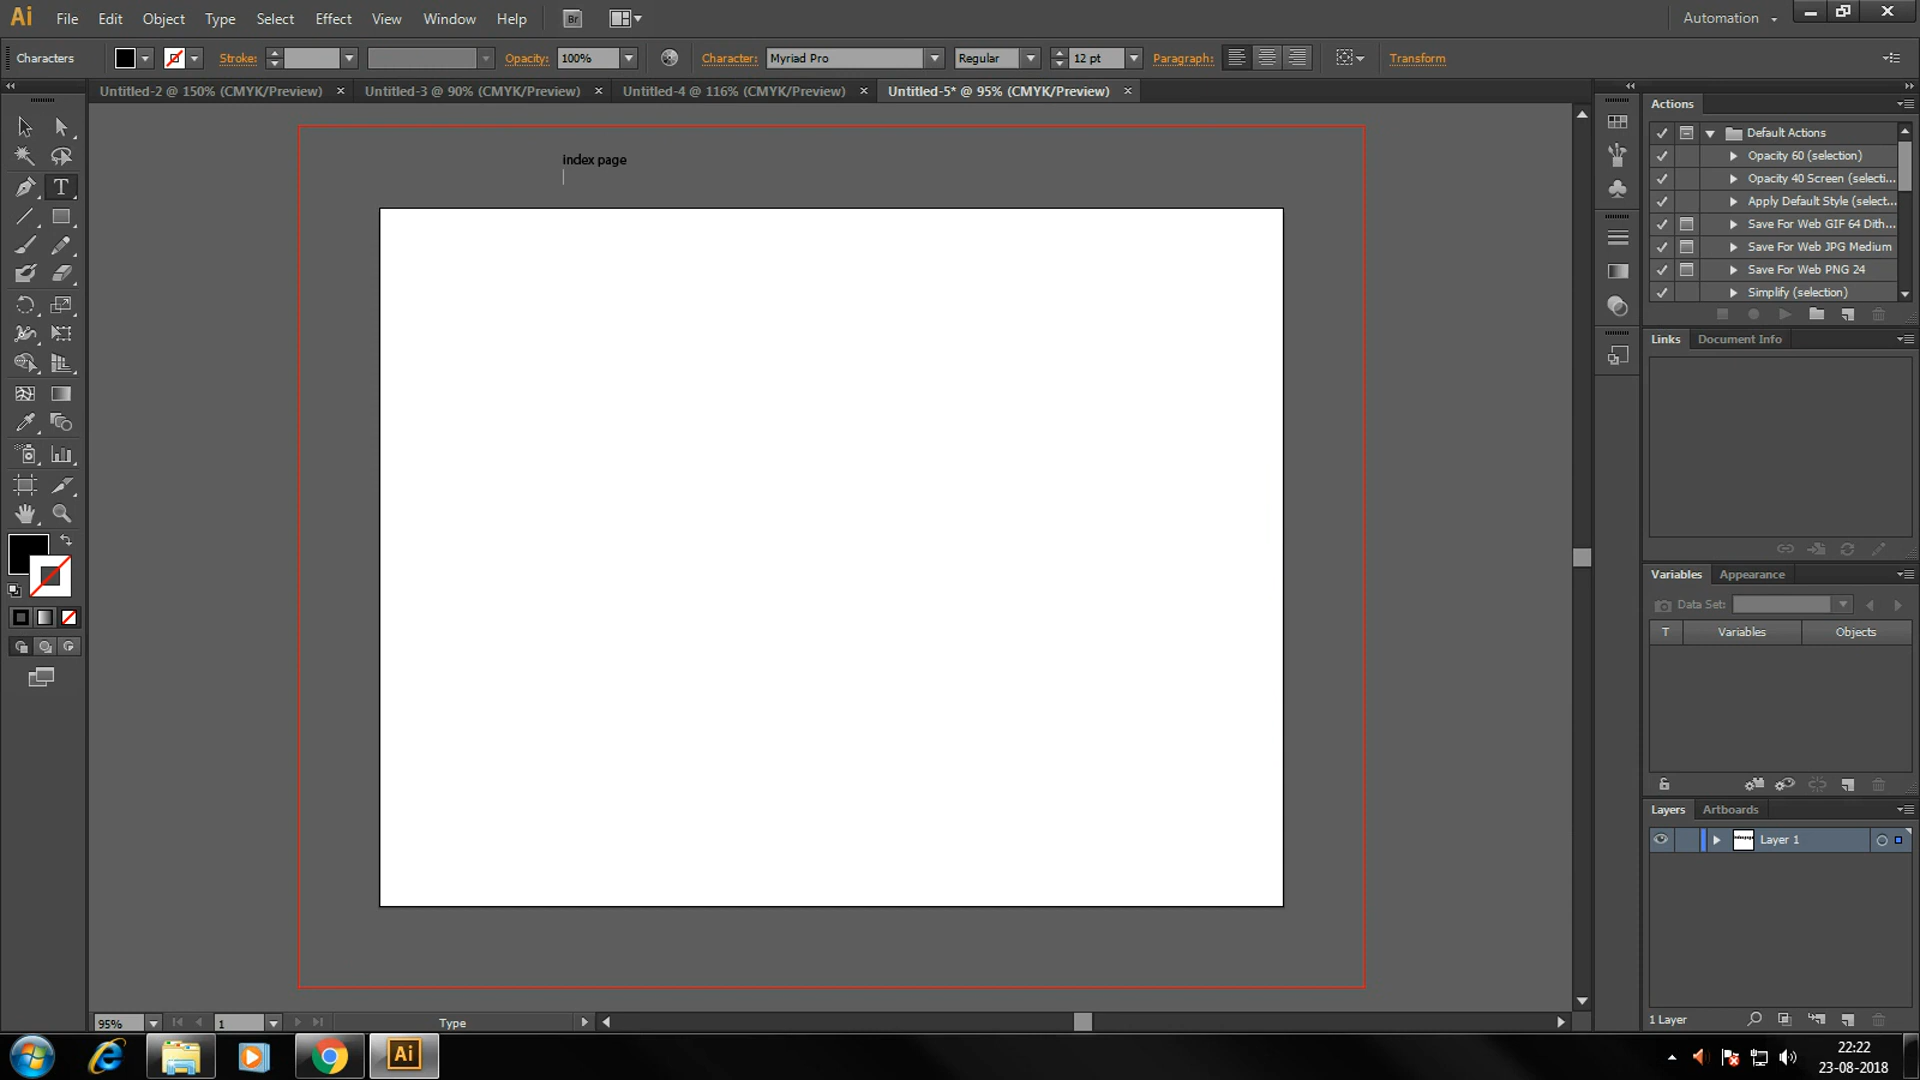 Ai File Edit Object Type Select Effect View Window Help Br Automation
Characters Stroke: Opacity: 100% Character: Myriad Pro Regular 12 pt Paragraph: Transform
Untitled-2 @ 150% (CMYK/Preview) Untitled-3 @ 90% (CMYK/Preview) Untitled-4 @ 116% (CMYK/Preview) Untitled-5* @ 95% (CMYK/Preview)
index page
Actions
Default Actions
Opacity 60 (selection)
Opacity 40 Screen (selecti...
Apply Default Style (select...
Save For Web GIF 64 Dith...
Save For Web JPG Medium
Save For Web PNG 24
Simplify (selection)
Links Document Info
Variables Appearance
Data Set:
T Variables Objects
Layers Artboards
Layer 1
1 Layer
95% 1 Type
Ai
22:22
23-08-2018